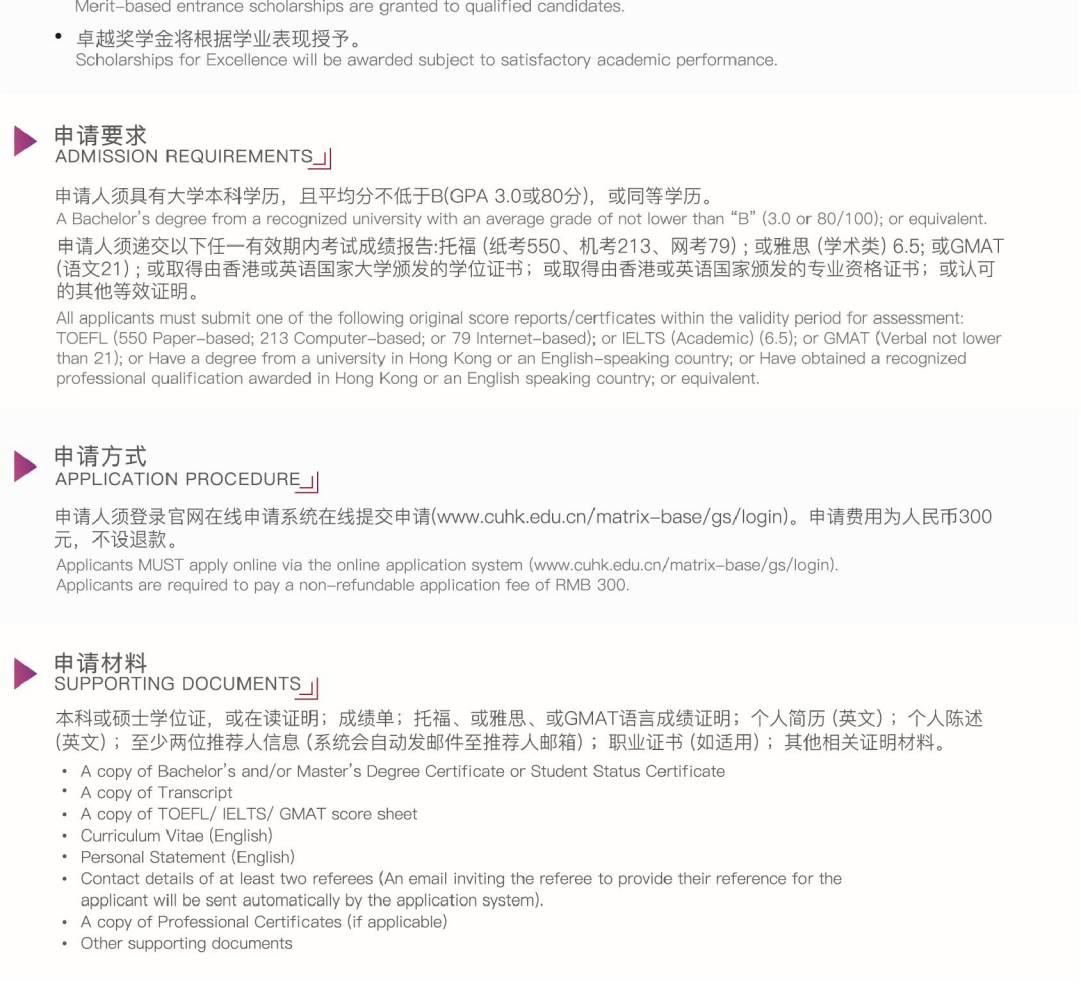 Merit-based entrance scholarships are granted to qualified candidates.
• 卓越奖学金将根据学业表现授予。
Scholarships for Excellence will be awarded subject to satisfactory academic performance.
申请要求
ADMISSION REQUIREMENTS
申请人须具有大学本科学历，且平均分不低于B(GPA 3.0或80分)，或同等学历。
A Bachelor's degree from a recognized university with an average grade of not lower than “B” (3.0 or 80/100); or equivalent.
申请人须递交以下任一有效期内考试成绩报告:托福 (纸考550、机考213、网考79) ; 或雅思 (学术类) 6.5; 或GMAT
(语文21) ; 或取得由香港或英语国家大学颁发的学位证书；或取得由香港或英语国家颁发的专业资格证书；或认可
的其他等效证明。
All applicants must submit one of the following original score reports/certficates within the validity period for assessment:
TOEFL (550 Paper-based; 213 Computer-based; or 79 Internet-based); or IELTS (Academic) (6.5); or GMAT (Verbal not lower
than 21); or Have a degree from a university in Hong Kong or an English-speaking country; or Have obtained a recognized
professional qualification awarded in Hong Kong or an English speaking country; or equivalent.
申请方式
APPLICATION PROCEDURE
申请人须登录官网在线申请系统在线提交申请(www.cuhk.edu.cn/matrix-base/gs/login)。申请费用为人民币300
元，不设退款。
Applicants MUST apply online via the online application system (www.cuhk.edu.cn/matrix-base/gs/login).
Applicants are required to pay a non-refundable application fee of RMB 300.
申请材料
SUPPORTING DOCUMENTS
本科或硕士学位证，或在读证明；成绩单；托福、或雅思、或GMAT语言成绩证明；个人简历 (英文) ；个人陈述
(英文) ；至少两位推荐人信息 (系统会自动发邮件至推荐人邮箱) ；职业证书 (如适用) ；其他相关证明材料。
• A copy of Bachelor's and/or Master's Degree Certificate or Student Status Certificate
• A copy of Transcript
• A copy of TOEFL/ IELTS/ GMAT score sheet
• Curriculum Vitae (English)
• Personal Statement (English)
• Contact details of at least two referees (An email inviting the referee to provide their reference for the
applicant will be sent automatically by the application system).
• A copy of Professional Certificates (if applicable)
• Other supporting documents